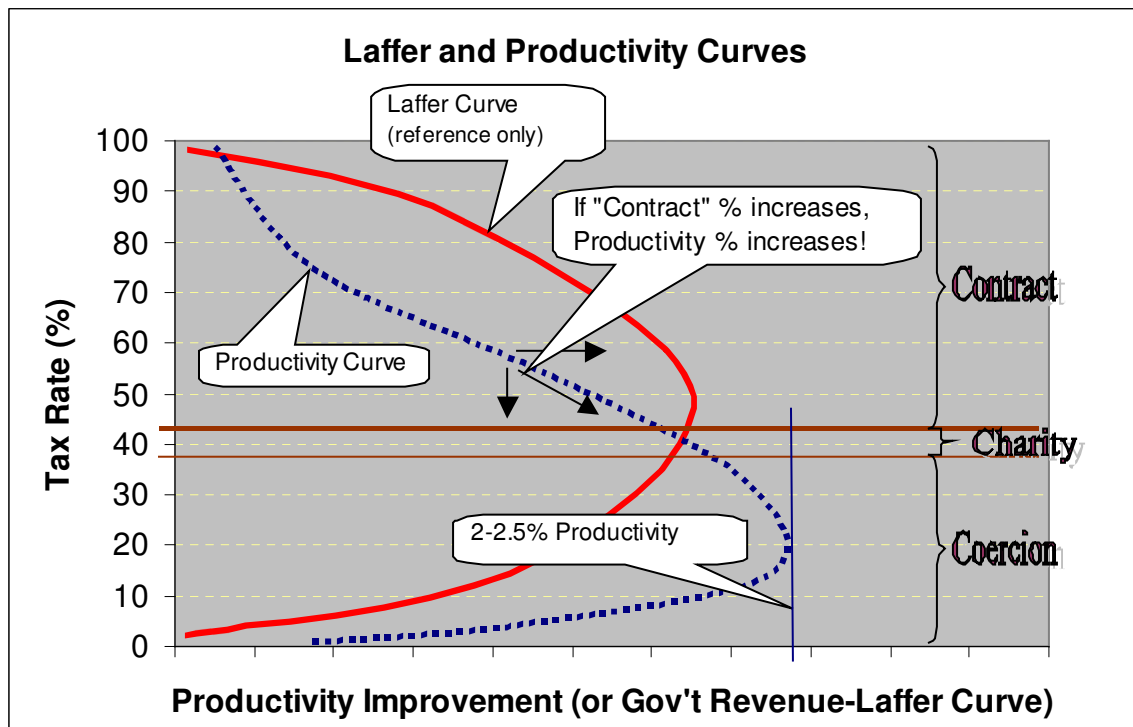 Laffer and Productivity Curves
Laffer Curve
(reference only)
If "Contract" % increases,
Productivity % increases!
Productivity Curve
2-2.5% Productivity
Contract
Charity
Coercion
Tax Rate (%)
100
90
80
70
60
50
40
30
20
10
0
Productivity Improvement (or Gov't Revenue-Laffer Curve)